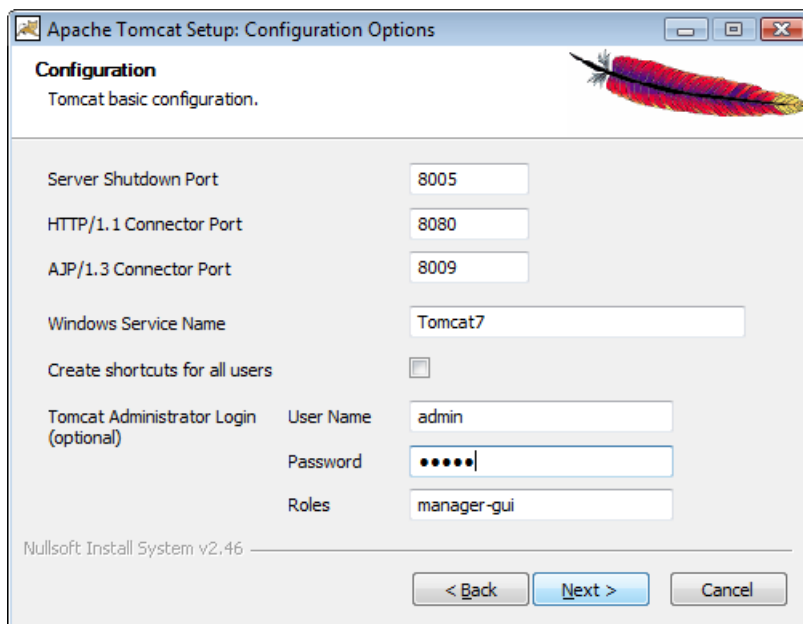 Apache Tomcat Setup: Configuration Options
Configuration
Tomcat basic configuration.
Server Shutdown Port 8005
HTTP/1.1 Connector Port 8080
AJP/1.3 Connector Port 8009
Windows Service Name Tomcat7
Create shortcuts for all users
Tomcat Administrator Login User Name admin
(optional)
Password •••••
Roles manager-gui
Nullsoft Install System v2.46
< Back Next > Cancel